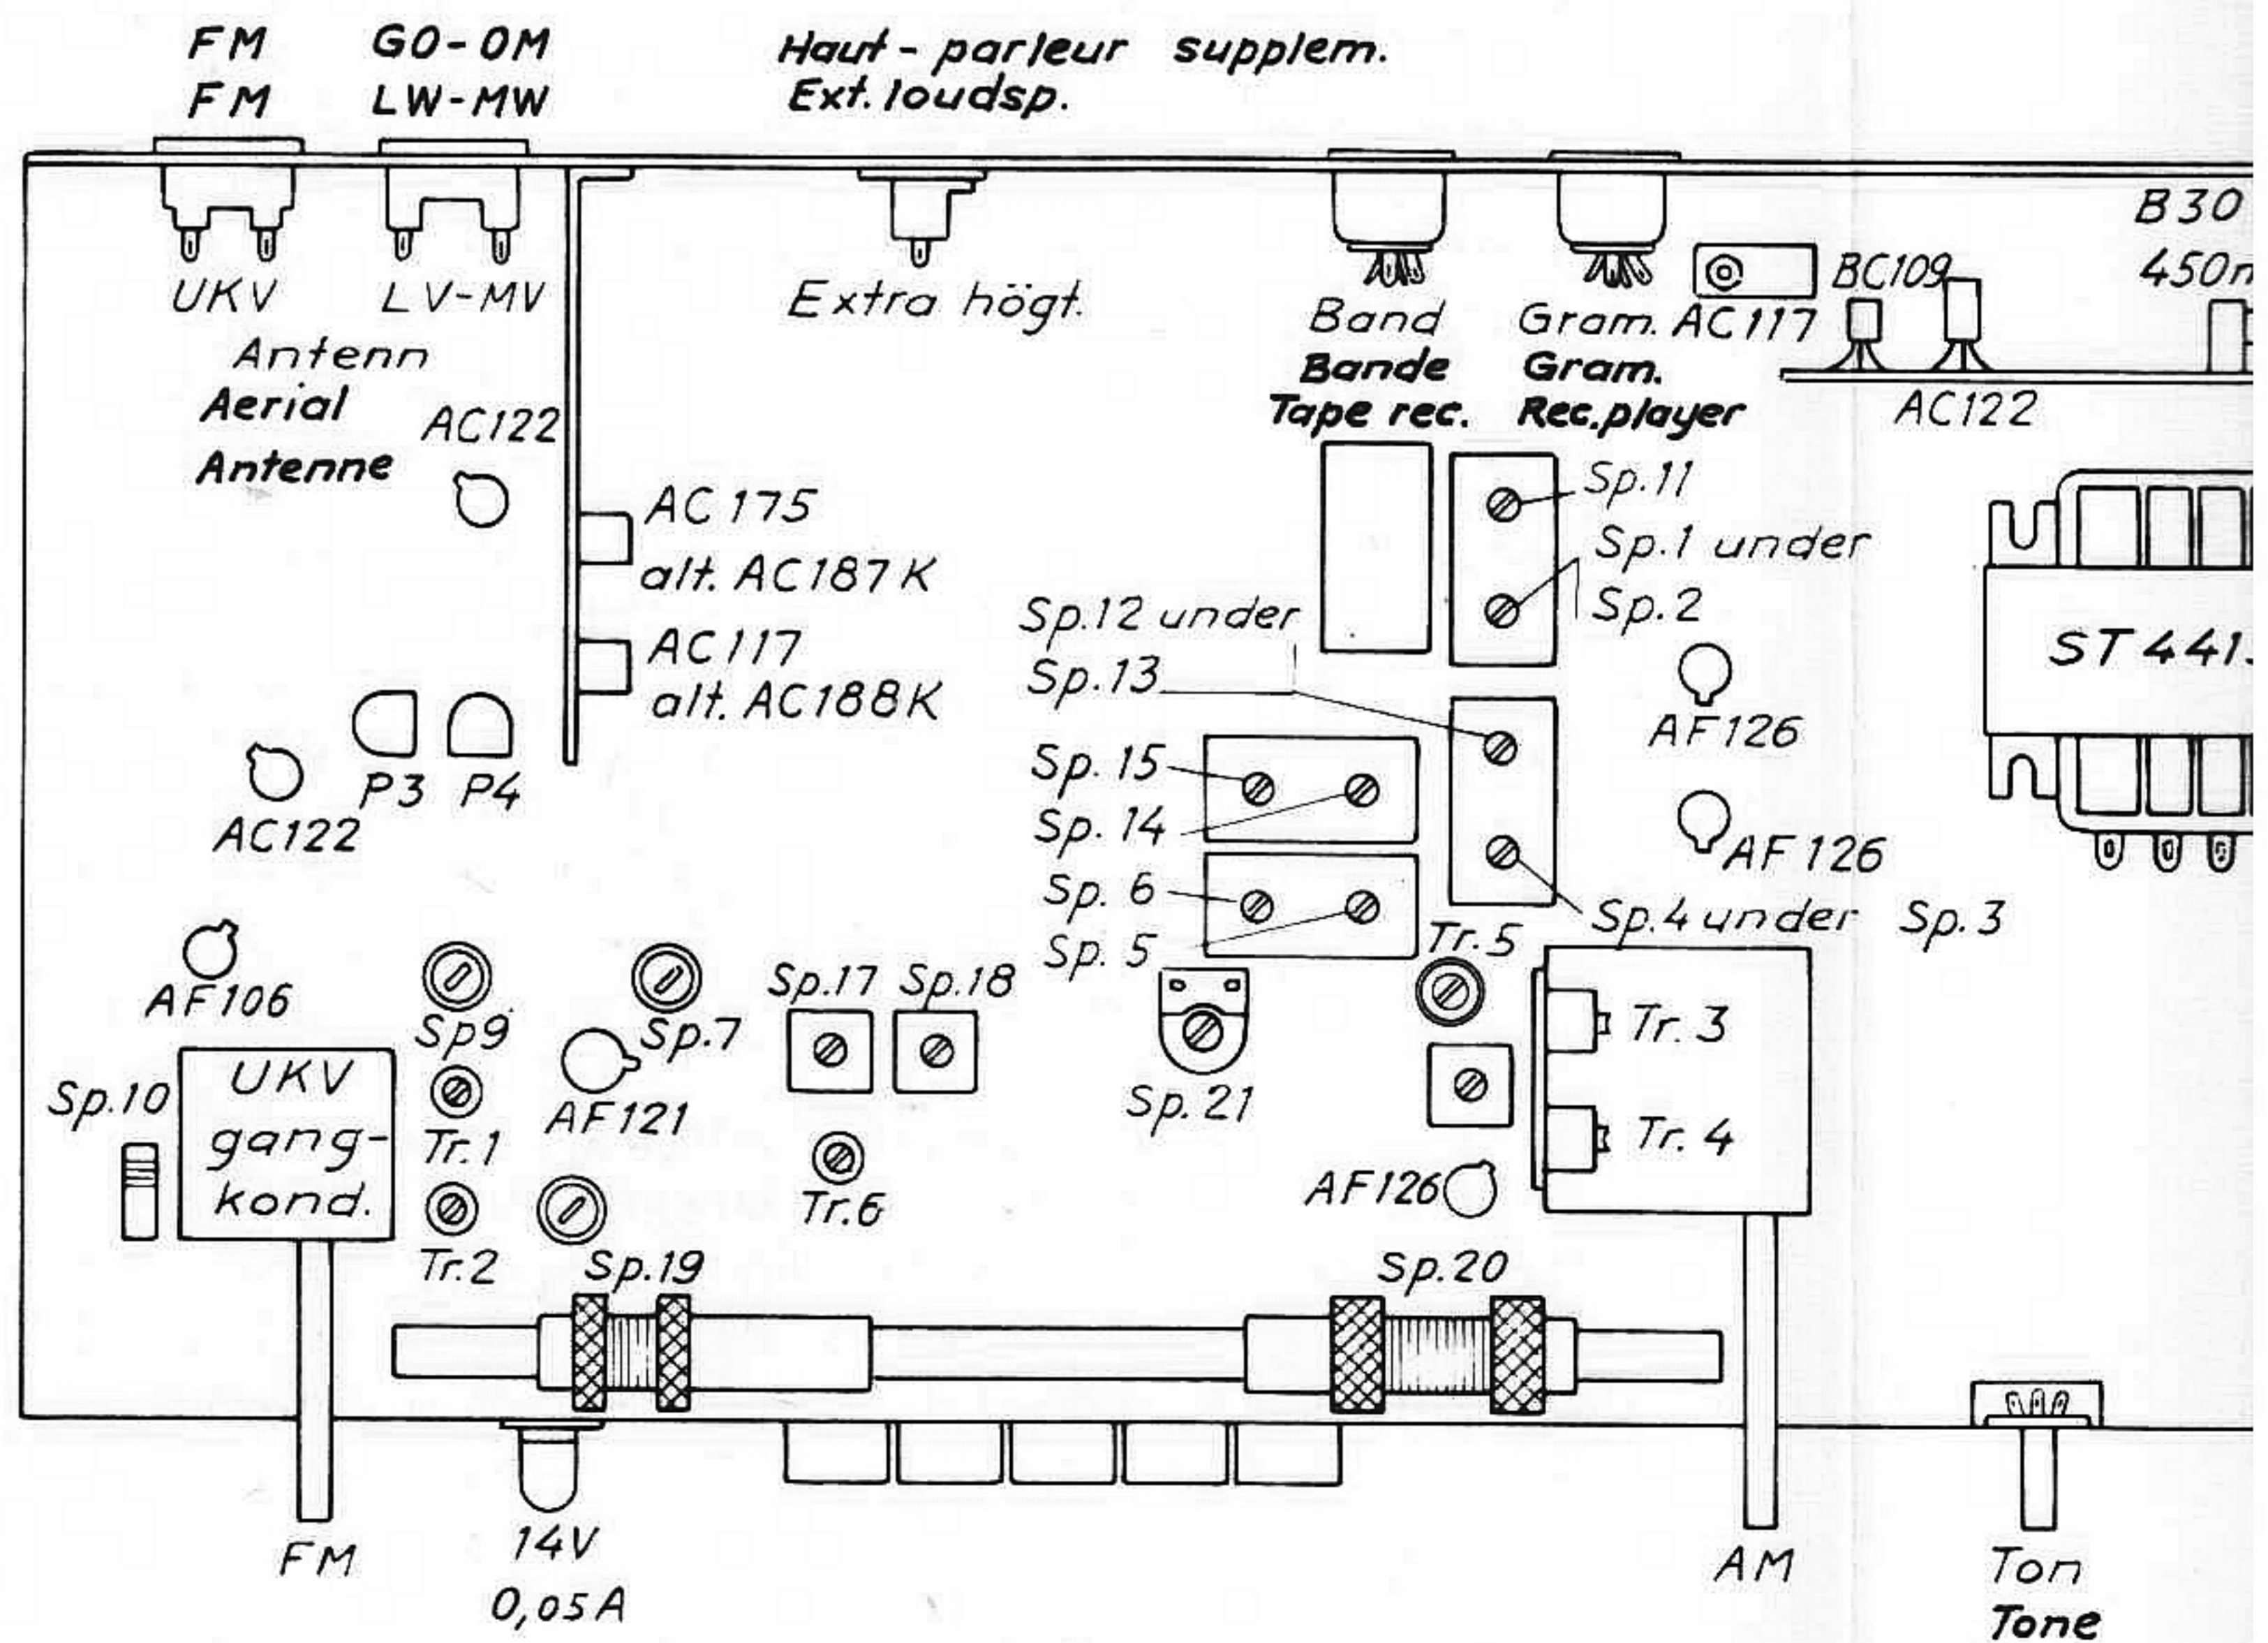 FM GO-OM
FM LW-MW
Haut-parleur supplem.
Ext. loudsp.
UKV LV-MV
Antenn
Aerial
Antenne
Extra högt.
Band
Bande
Tape rec.
Gram.
Gram.
Rec.player
AC117
BC109
AC122
B30
AC122
AC 175
alt. AC187K
AC117
alt. AC188K
P3 P4
AC122
Sp.11
Sp.1 under
Sp.2
Sp.12 under
Sp.13
ST 441
AF126
Sp. 15
Sp. 14
AF126
Sp. 6
Sp. 5
Sp.4 under Sp.3
Tr.5
AF106
Sp9
Sp.7
Sp.17 Sp.18
Sp. 21
Tr. 3
Tr. 4
Sp.10
UKV
gang-
kond.
Tr.1
AF121
Tr.2
Tr.6
AF126
Sp.19
Sp.20
FM
14V
0,05A
AM
Ton
Tone